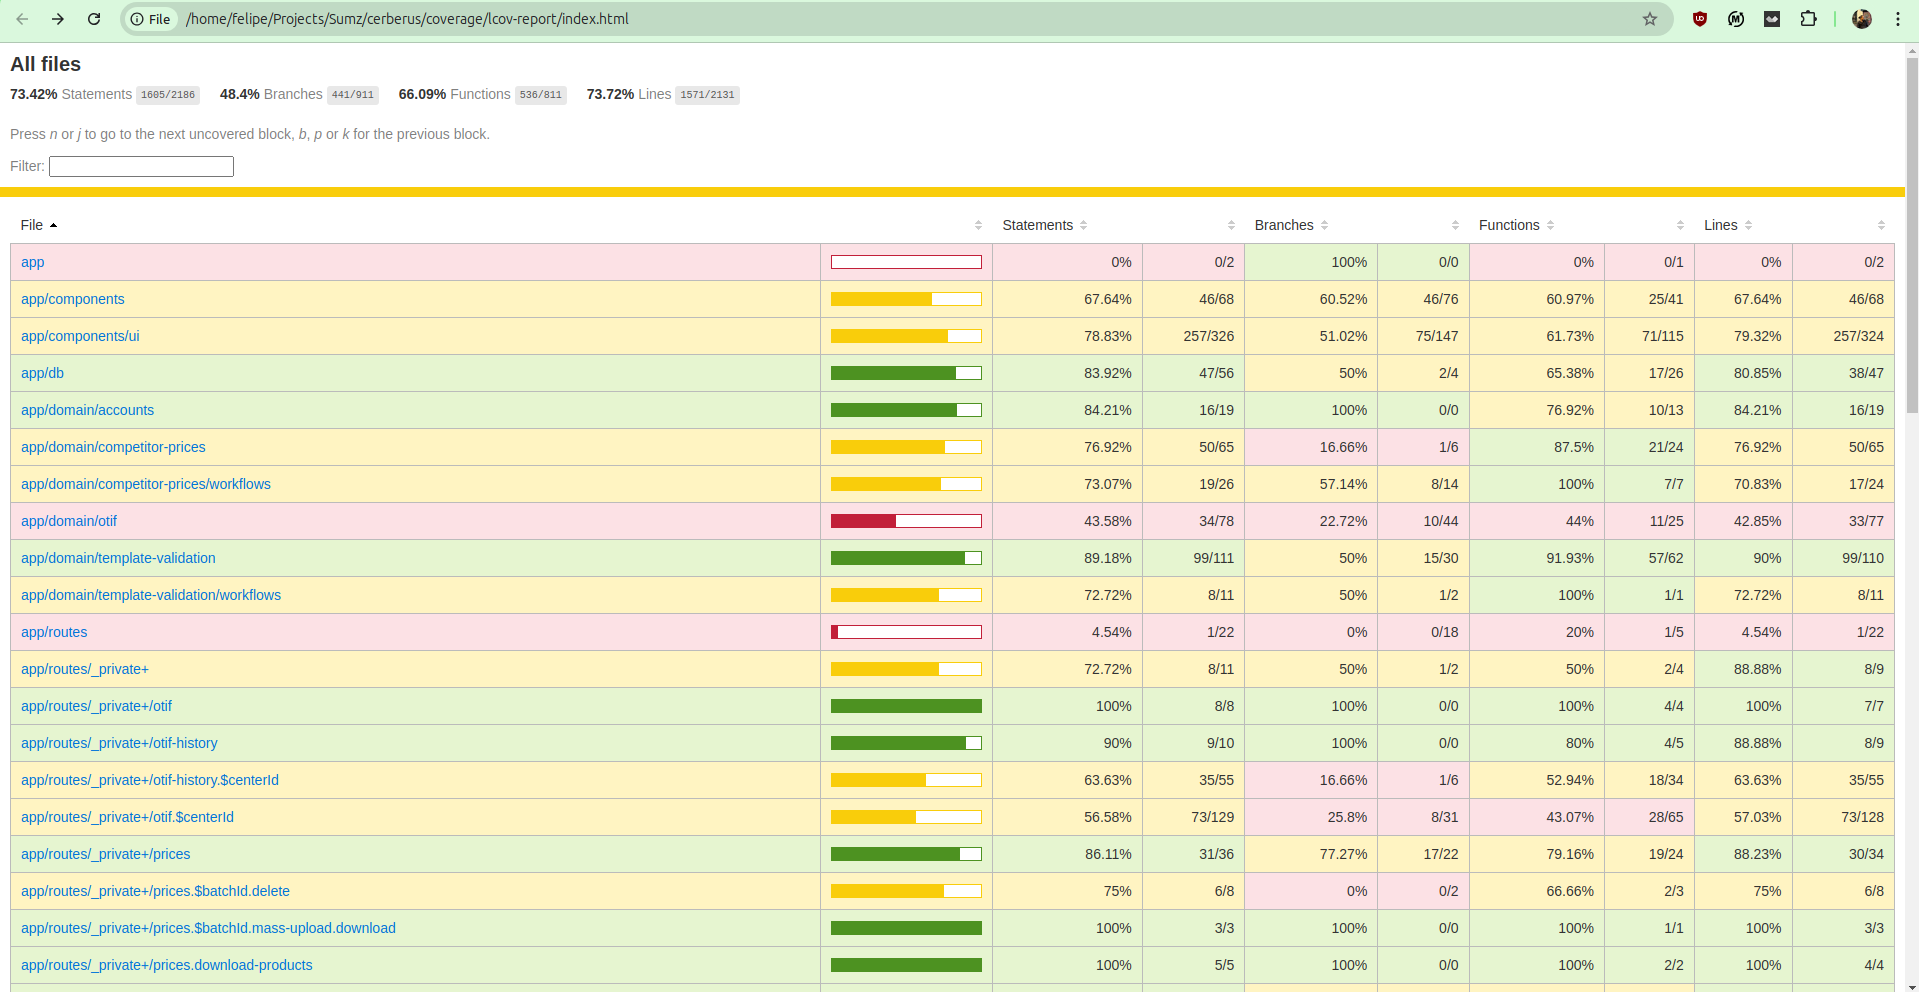 File /home/felipe/Projects/Sumz/cerberus/coverage/lcov-report/index.html
All files
73.42% Statements 1605/2186 48.4% Branches 441/911 66.09% Functions 536/811 73.72% Lines 1571/2131
Press n or j to go to the next uncovered block, b, p or k for the previous block.
Filter:
File Statements Branches Functions Lines
app 0% 0/2 100% 0/0 0% 0/1 0% 0/2
app/components 67.64% 46/68 60.52% 46/76 60.97% 25/41 67.64% 46/68
app/components/ui 78.83% 257/326 51.02% 75/147 61.73% 71/115 79.32% 257/324
app/db 83.92% 47/56 50% 2/4 65.38% 17/26 80.85% 38/47
app/domain/accounts 84.21% 16/19 100% 0/0 76.92% 10/13 84.21% 16/19
app/domain/competitor-prices 76.92% 50/65 16.66% 1/6 87.5% 21/24 76.92% 50/65
app/domain/competitor-prices/workflows 73.07% 19/26 57.14% 8/14 100% 7/7 70.83% 17/24
app/domain/otif 43.58% 34/78 22.72% 10/44 44% 11/25 42.85% 33/77
app/domain/template-validation 89.18% 99/111 50% 15/30 91.93% 57/62 90% 99/110
app/domain/template-validation/workflows 72.72% 8/11 50% 1/2 100% 1/1 72.72% 8/11
app/routes 4.54% 1/22 0% 0/18 20% 1/5 4.54% 1/22
app/routes/_private+ 72.72% 8/11 50% 1/2 50% 2/4 88.88% 8/9
app/routes/_private+/otif 100% 8/8 100% 0/0 100% 4/4 100% 7/7
app/routes/_private+/otif-history 90% 9/10 100% 0/0 80% 4/5 88.88% 8/9
app/routes/_private+/otif-history.$centerId 63.63% 35/55 16.66% 1/6 52.94% 18/34 63.63% 35/55
app/routes/_private+/otif.$centerId 56.58% 73/129 25.8% 8/31 43.07% 28/65 57.03% 73/128
app/routes/_private+/prices 86.11% 31/36 77.27% 17/22 79.16% 19/24 88.23% 30/34
app/routes/_private+/prices.$batchId.delete 75% 6/8 0% 0/2 66.66% 2/3 75% 6/8
app/routes/_private+/prices.$batchId.mass-upload.download 100% 3/3 100% 0/0 100% 1/1 100% 3/3
app/routes/_private+/prices.download-products 100% 5/5 100% 0/0 100% 2/2 100% 4/4